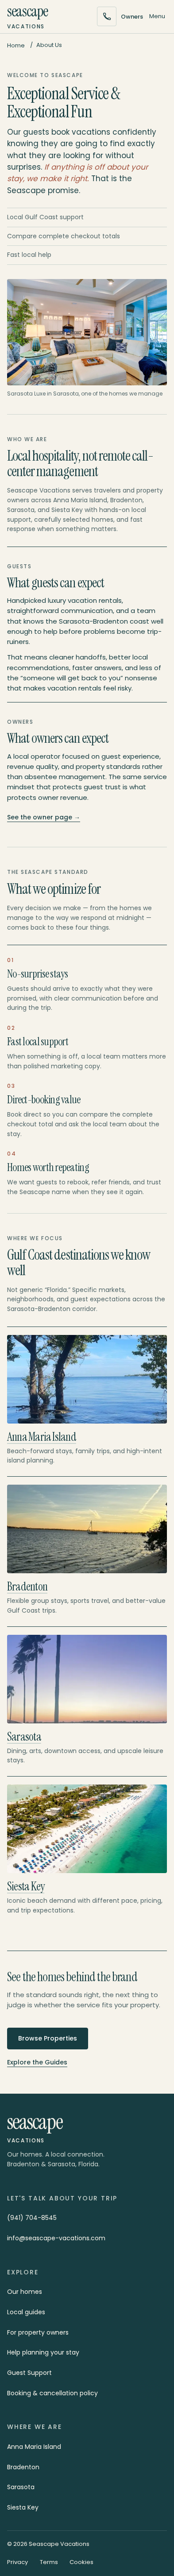 seascape
VACATIONS
Owners
Menu
Home / About Us
WELCOME TO SEASCAPE
Exceptional Service &
Exceptional Fun
Our guests book vacations confidently
knowing they are going to find exactly
what they are looking for without
surprises. If anything is off about your
stay, we make it right. That is the
Seascape promise.
Local Gulf Coast support
Compare complete checkout totals
Fast local help
Sarasota Luxe in Sarasota, one of the homes we manage
WHO WE ARE
Local hospitality, not remote call-
center management
Seascape Vacations serves travelers and property
owners across Anna Maria Island, Bradenton,
Sarasota, and Siesta Key with hands-on local
support, carefully selected homes, and fast
response when something matters.
GUESTS
What guests can expect
Handpicked luxury vacation rentals,
straightforward communication, and a team
that knows the Sarasota-Bradenton coast well
enough to help before problems become trip-
ruiners.
That means cleaner handoffs, better local
recommendations, faster answers, and less of
the “someone will get back to you” nonsense
that makes vacation rentals feel risky.
OWNERS
What owners can expect
A local operator focused on guest experience,
revenue quality, and property standards rather
than absentee management. The same service
mindset that protects guest trust is what
protects owner revenue.
See the owner page →
THE SEASCAPE STANDARD
What we optimize for
Every decision we make — from the homes we
manage to the way we respond at midnight —
comes back to these four things.
01
No-surprise stays
Guests should arrive to exactly what they were
promised, with clear communication before and
during the trip.
02
Fast local support
When something is off, a local team matters more
than polished marketing copy.
03
Direct-booking value
Book direct so you can compare the complete
checkout total and ask the local team about the
stay.
04
Homes worth repeating
We want guests to rebook, refer friends, and trust
the Seascape name when they see it again.
WHERE WE FOCUS
Gulf Coast destinations we know
well
Not generic “Florida.” Specific markets,
neighborhoods, and guest expectations across the
Sarasota-Bradenton corridor.
Anna Maria Island
Beach-forward stays, family trips, and high-intent
island planning.
Bradenton
Flexible group stays, sports travel, and better-value
Gulf Coast trips.
Sarasota
Dining, arts, downtown access, and upscale leisure
stays.
Siesta Key
Iconic beach demand with different pace, pricing,
and trip expectations.
See the homes behind the brand
If the standard sounds right, the next thing to
judge is whether the service fits your property.
Browse Properties
Explore the Guides
seascape
VACATIONS
Our homes. A local connection.
Bradenton & Sarasota, Florida.
LET'S TALK ABOUT YOUR TRIP
(941) 704-8545
info@seascape-vacations.com
EXPLORE
Our homes
Local guides
For property owners
Help planning your stay
Guest Support
Booking & cancellation policy
WHERE WE ARE
Anna Maria Island
Bradenton
Sarasota
Siesta Key
© 2026 Seascape Vacations
Privacy Terms Cookies